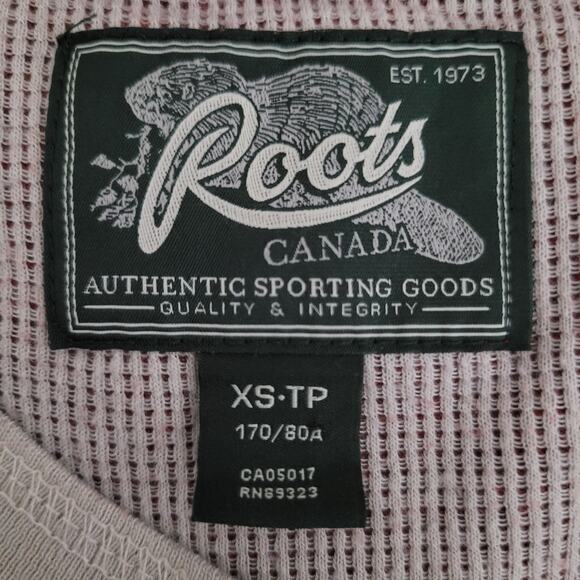 EST. 1973
Roots
CANADA
AUTHENTIC SPORTING GOODS
QUALITY & INTEGRITY
XS·TP
170/80A
CA05017
RN89323